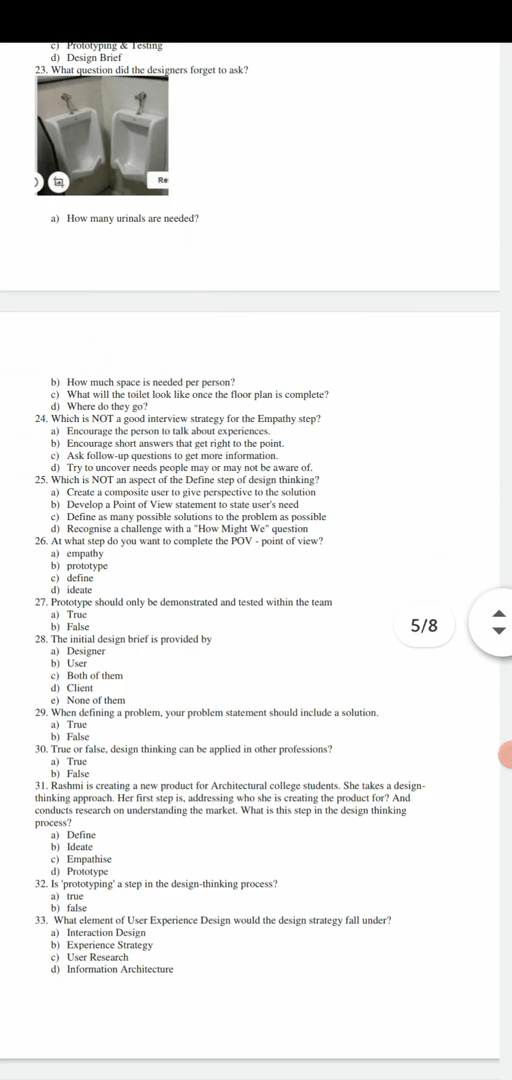 c) Prototyping & Testing
d) Design Brief
23. What question did the designers forget to ask?
Re
a) How many urinals are needed?
b) How much space is needed per person?
c) What will the toilet look like once the floor plan is complete?
d) Where do they go?
24. Which is NOT a good interview strategy for the Empathy step?
a) Encourage the person to talk about experiences.
b) Encourage short answers that get right to the point.
c) Ask follow-up questions to get more information.
d) Try to uncover needs people may or may not be aware of.
25. Which is NOT an aspect of the Define step of design thinking?
a) Create a composite user to give perspective to the solution
b) Develop a Point of View statement to state user's need
c) Define as many possible solutions to the problem as possible
d) Recognise a challenge with a "How Might We" question
26. At what step do you want to complete the POV - point of view?
a) empathy
b) prototype
c) define
d) ideate
27. Prototype should only be demonstrated and tested within the team
a) True
b) False
5/8
28. The initial design brief is provided by
a) Designer
b) User
c) Both of them
d) Client
e) None of them
29. When defining a problem, your problem statement should include a solution.
a) True
b) False
30. True or false, design thinking can be applied in other professions?
a) True
b) False
31. Rashmi is creating a new product for Architectural college students. She takes a design-
thinking approach. Her first step is, addressing who she is creating the product for? And
conducts research on understanding the market. What is this step in the design thinking
process?
a) Define
b) Ideate
c) Empathise
d) Prototype
32. Is 'prototyping' a step in the design-thinking process?
a) true
b) false
33. What element of User Experience Design would the design strategy fall under?
a) Interaction Design
b) Experience Strategy
c) User Research
d) Information Architecture